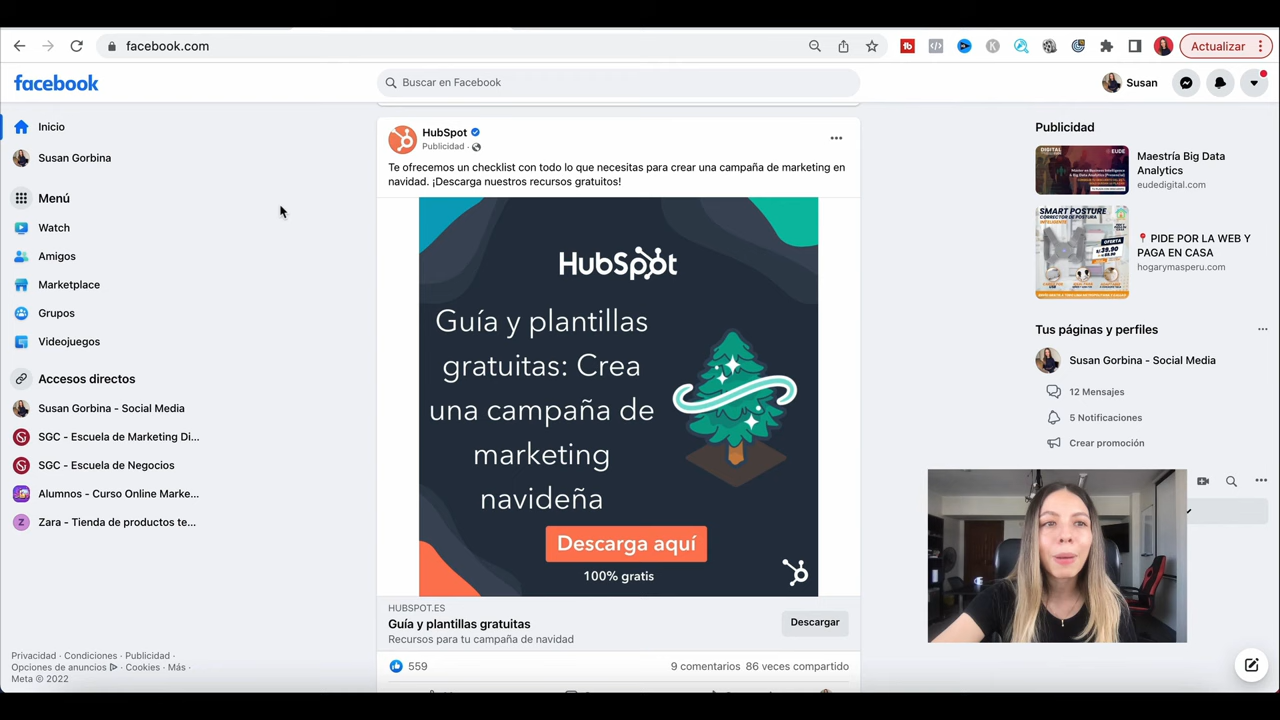 facebook.com
Actualizar
facebook
Buscar en Facebook
Susan
Inicio
Susan Gorbina
Menú
Watch
Amigos
Marketplace
Grupos
Videojuegos
Accesos directos
Susan Gorbina - Social Media
SGC - Escuela de Marketing Di...
SGC - Escuela de Negocios
Alumnos - Curso Online Marke...
Z
Zara - Tienda de productos te...
Privacidad · Condiciones · Publicidad ·
Opciones de anuncios · Cookies · Más ·
Meta © 2022
HubSpot
Publicidad ·
Te ofrecemos un checklist con todo lo que necesitas para crear una campaña de marketing en
navidad. ¡Descarga nuestros recursos gratuitos!
HubSpot
Guía y plantillas
gratuitas: Crea
una campaña de
marketing
navideña
Descarga aquí
100% gratis
HUBSPOT.ES
Guía y plantillas gratuitas
Recursos para tu campaña de navidad
Descargar
559
9 comentarios 86 veces compartido
Publicidad
DIGITAL
EUDE
Maestría Big Data
Analytics
eudedigital.com
SMART POSTURE
OFERTA
39.90
📍 PIDE POR LA WEB Y
PAGA EN CASA
hogarymasperu.com
Tus páginas y perfiles
Susan Gorbina - Social Media
12 Mensajes
5 Notificaciones
Crear promoción